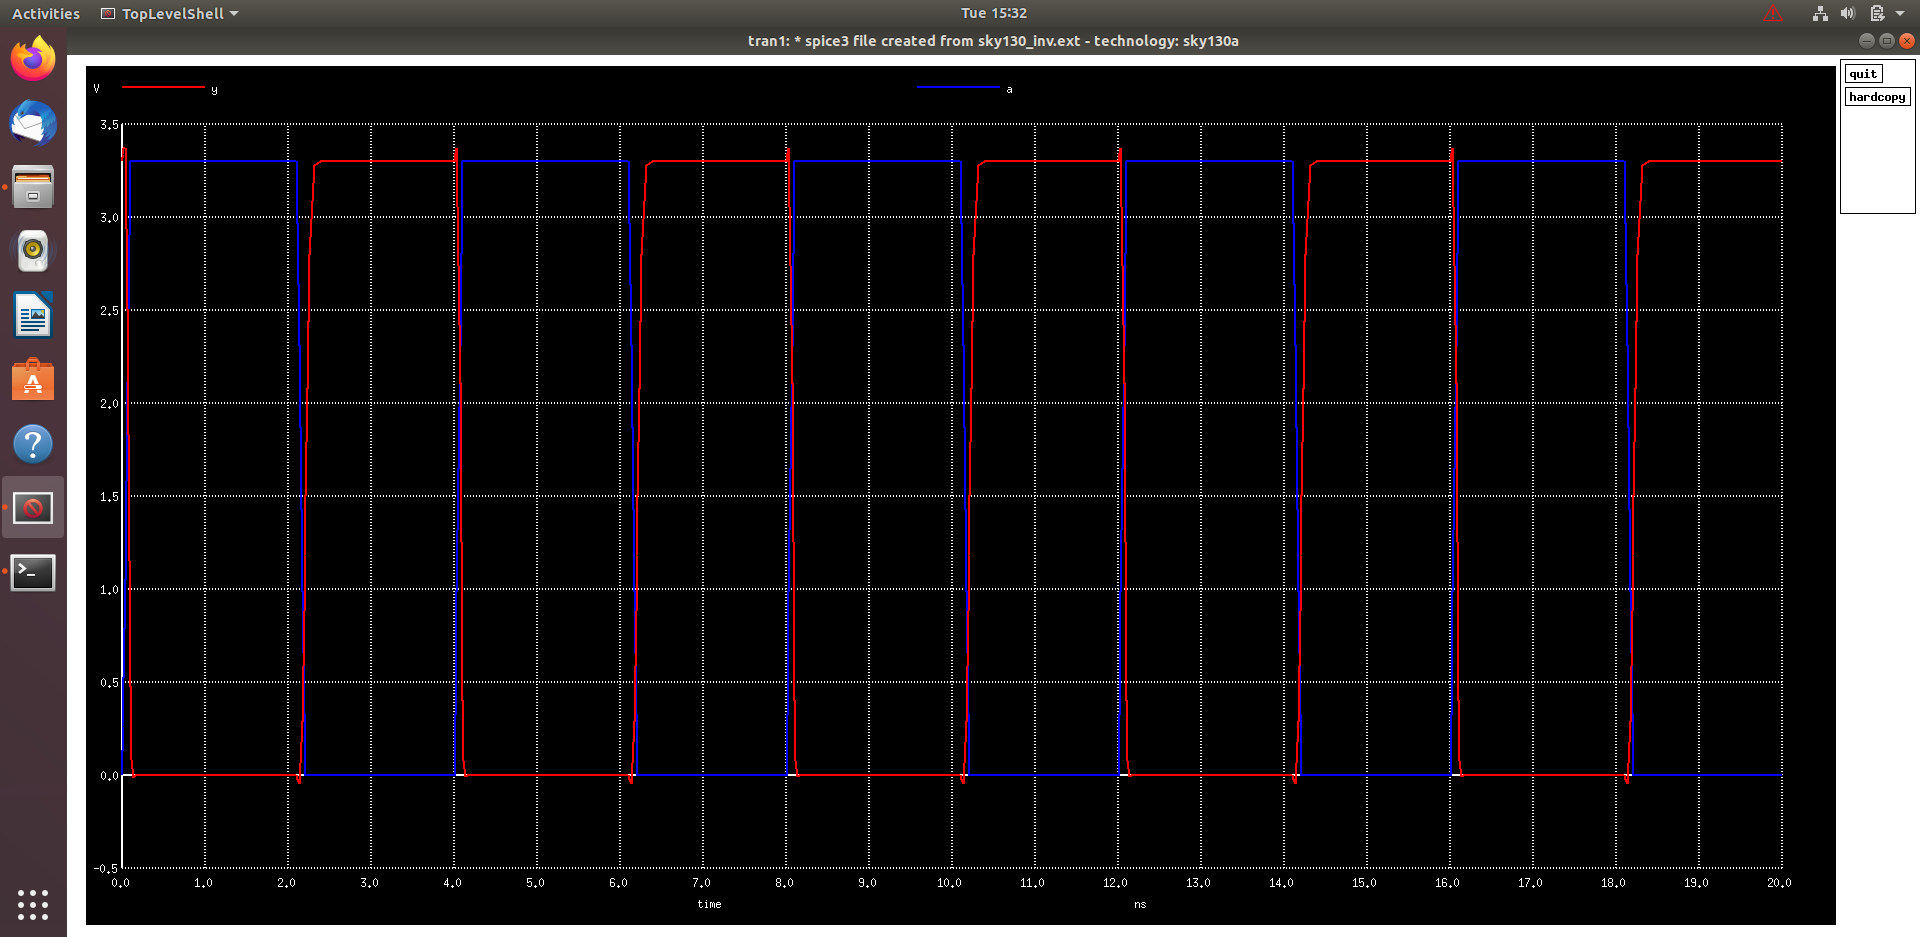 Activities TopLevelShell Tue 15:32
tran1: * spice3 file created from sky130_inv.ext - technology: sky130a
quit
hardcopy
V y a
3.5
3.0
2.5
2.0
1.5
1.0
0.5
0.0
-0.5
0.0 1.0 2.0 3.0 4.0 5.0 6.0 7.0 8.0 9.0 10.0 11.0 12.0 13.0 14.0 15.0 16.0 17.0 18.0 19.0 20.0
time ns